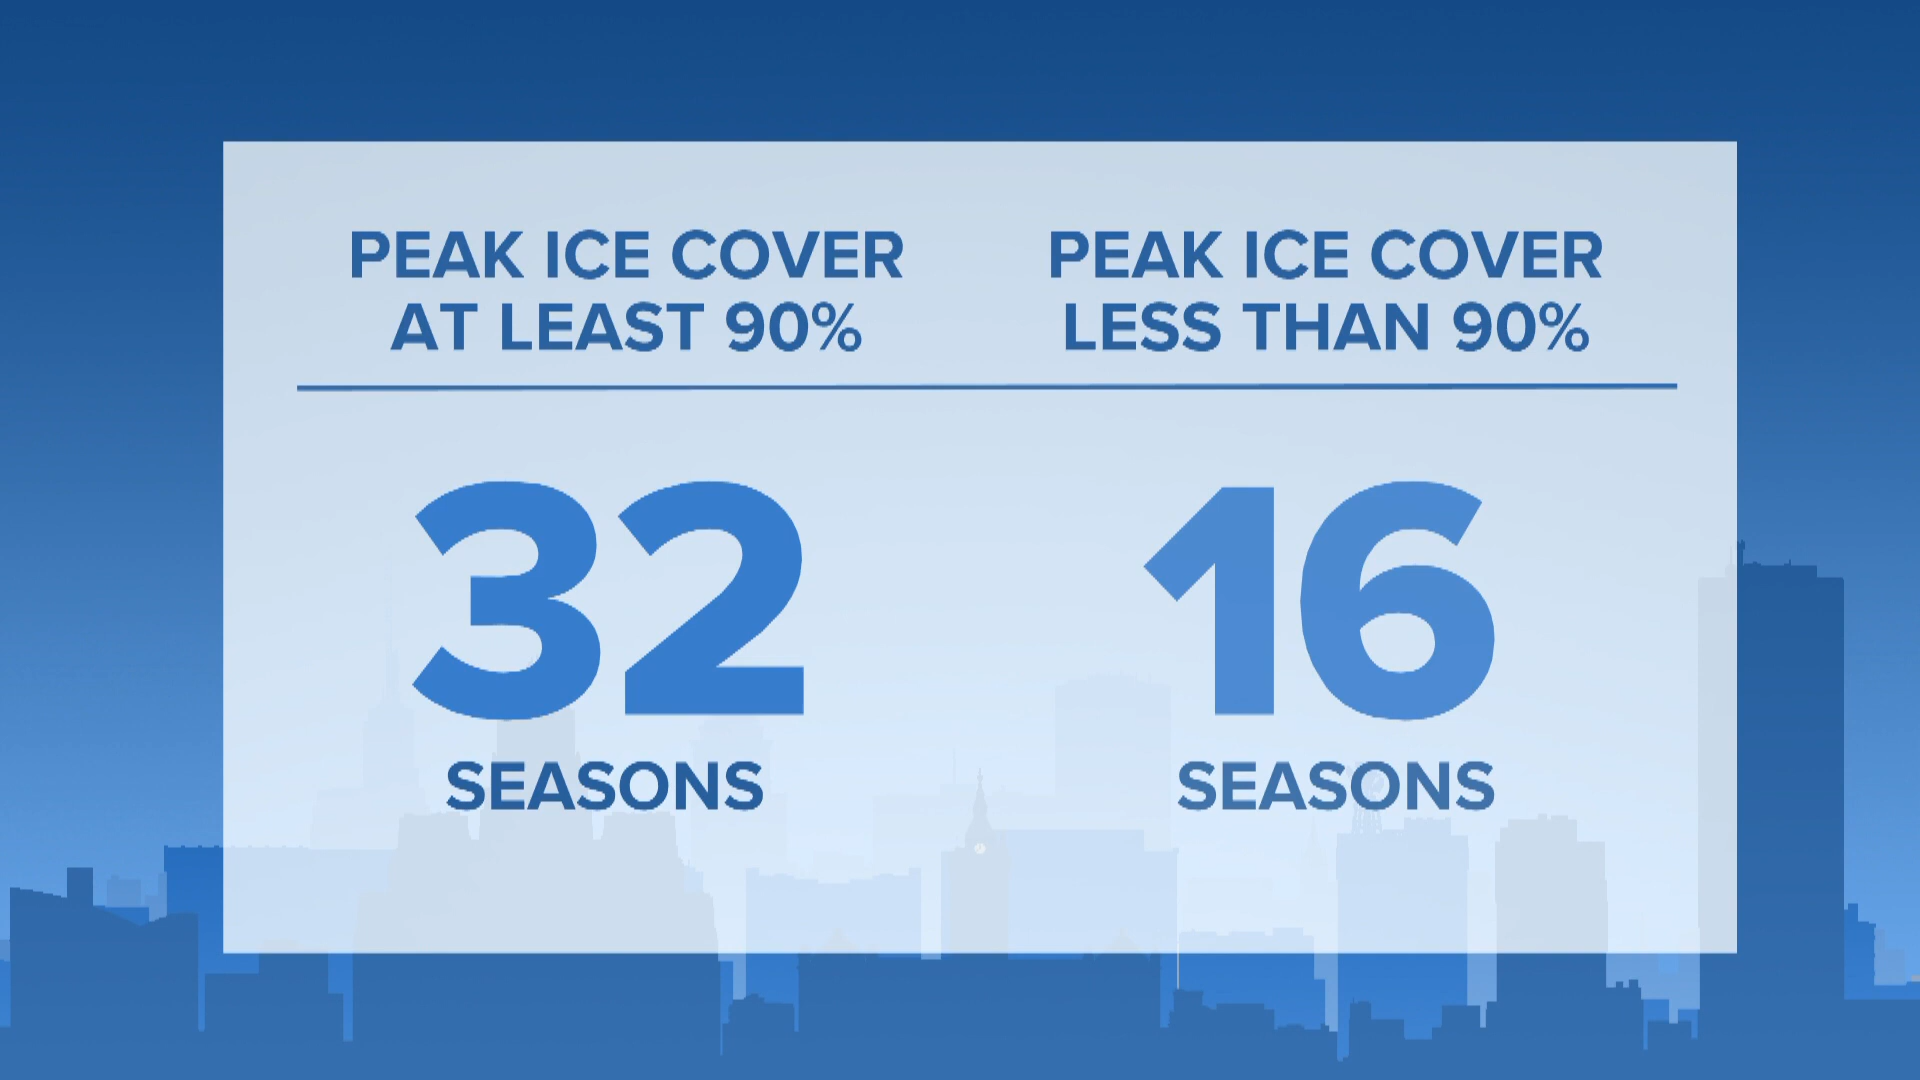 PEAK ICE COVER
AT LEAST 90%
32
SEASONS
PEAK ICE COVER
LESS THAN 90%
16
SEASONS